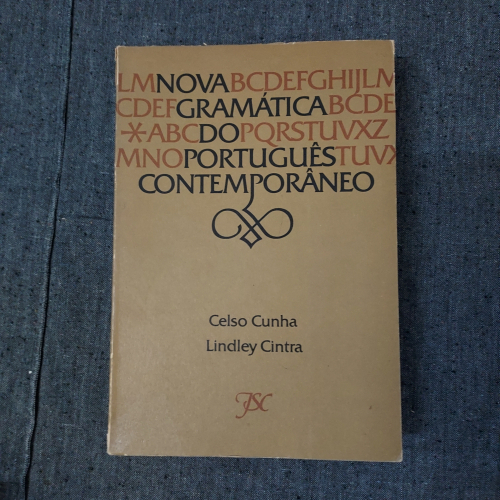 LMNOVABCDEFGHIJLM
CDEFGRAMÁTICABCDE
*ABCDOPQRSTUVXZ
MNOPORTUGUÊSTUVX
CONTEMPORÂNEO
Celso Cunha
Lindley Cintra
JSC